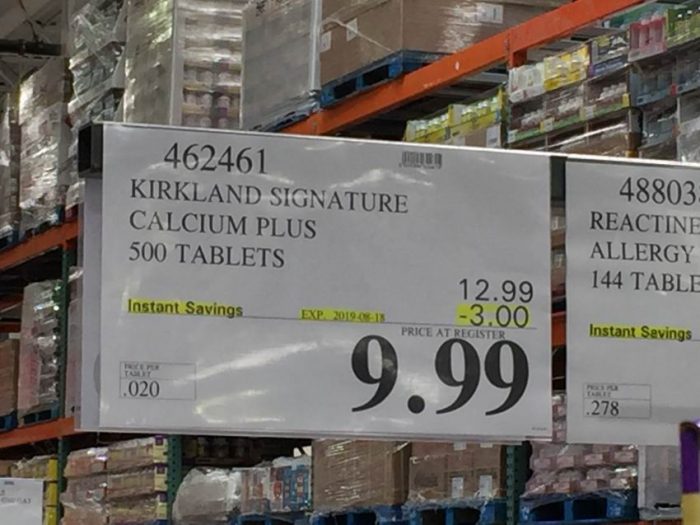 462461
KIRKLAND SIGNATURE
CALCIUM PLUS
500 TABLETS
12.99
Instant Savings
EXP. 2019-08-18
-3.00
PRICE AT REGISTER
9.99
PRICE PER
TABLET
.020
48803
REACTINE
ALLERGY
144 TABLE
Instant Savings
PRICE PER
TABLET
.278